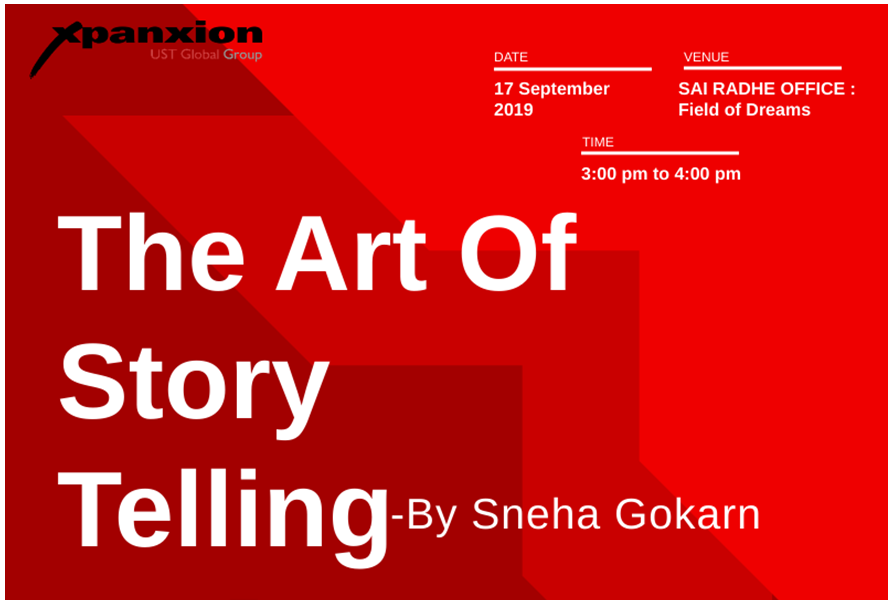 xpanxion
UST Global Group
DATE
17 September
2019
VENUE
SAI RADHE OFFICE :
Field of Dreams
TIME
3:00 pm to 4:00 pm
The Art Of
Story
Telling-By Sneha Gokarn